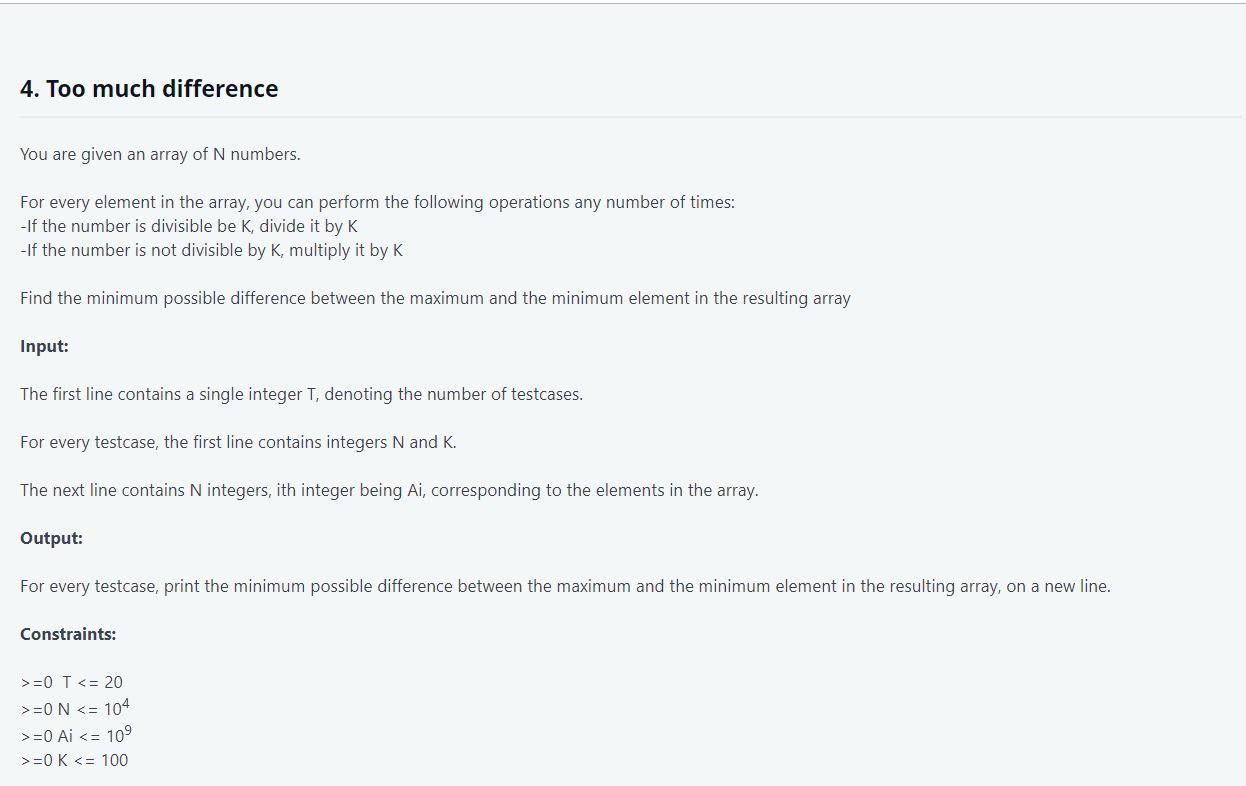 4. Too much difference
You are given an array of N numbers.
For every element in the array, you can perform the following operations any number of times:
-If the number is divisible be K, divide it by K
-If the number is not divisible by K, multiply it by K
Find the minimum possible difference between the maximum and the minimum element in the resulting array
Input:
The first line contains a single integer T, denoting the number of testcases.
For every testcase, the first line contains integers N and K.
The next line contains N integers, ith integer being Ai, corresponding to the elements in the array.
Output:
For every testcase, print the minimum possible difference between the maximum and the minimum element in the resulting array, on a new line.
Constraints:
>=0 T <= 20
>=0 N <= 10⁴
>=0 Ai <= 10⁹
>=0 K <= 100